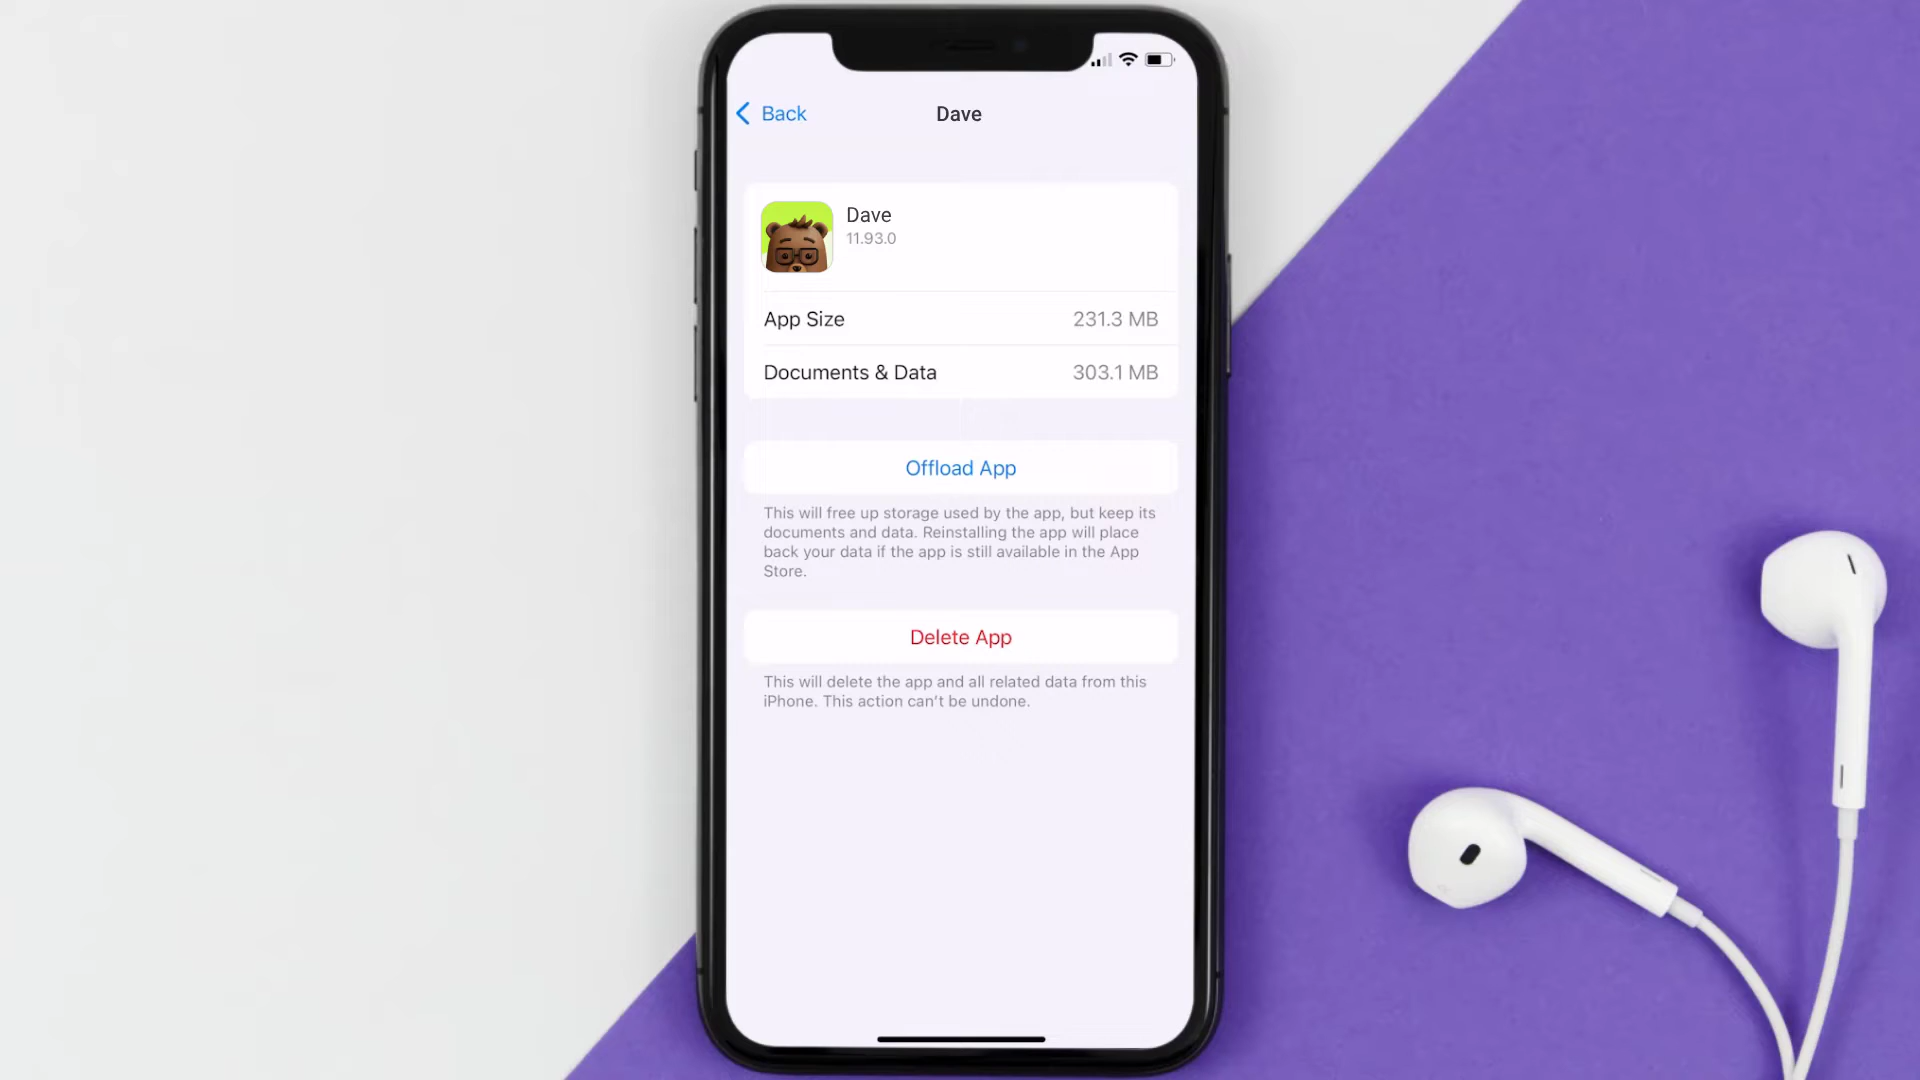 Back
Dave
Dave
11.93.0
App Size 231.3 MB
Documents & Data 303.1 MB
Offload App
This will free up storage used by the app, but keep its
documents and data. Reinstalling the app will place
back your data if the app is still available in the App
Store.
Delete App
This will delete the app and all related data from this
iPhone. This action can't be undone.